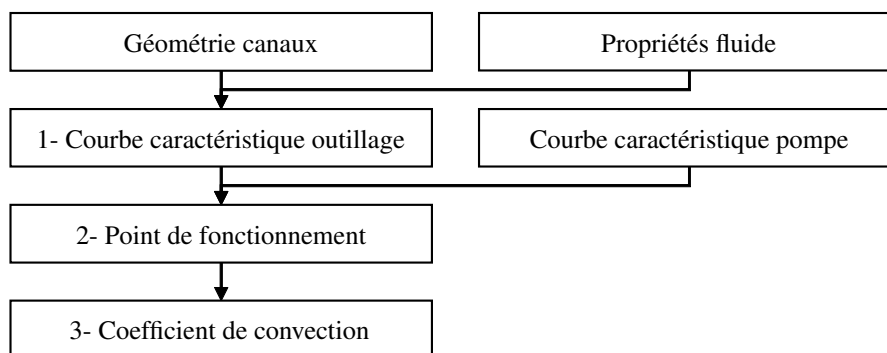 Géométrie canaux
Propriétés fluide
1- Courbe caractéristique outillage
Courbe caractéristique pompe
2- Point de fonctionnement
3- Coefficient de convection